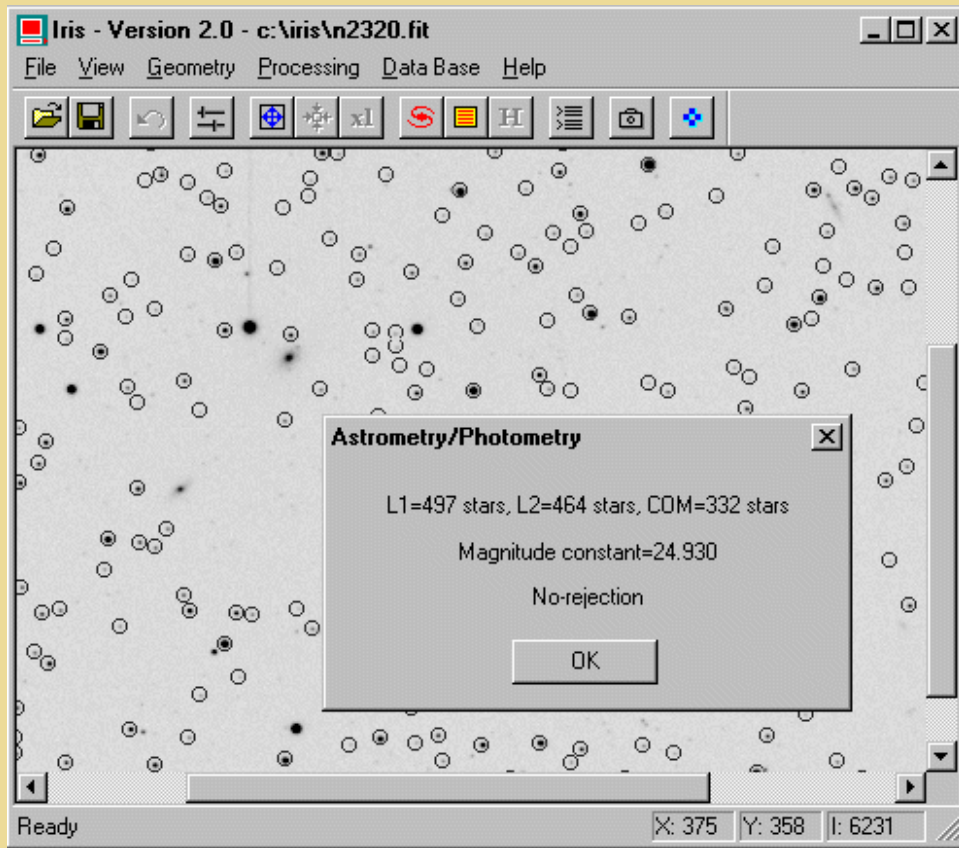 Iris - Version 2.0 - c:\iris\n2320.fit
File View Geometry Processing Data Base Help
x1 H
Astrometry/Photometry
L1=497 stars, L2=464 stars, COM=332 stars
Magnitude constant=24.930
No-rejection
OK
Ready X: 375 Y: 358 I: 6231